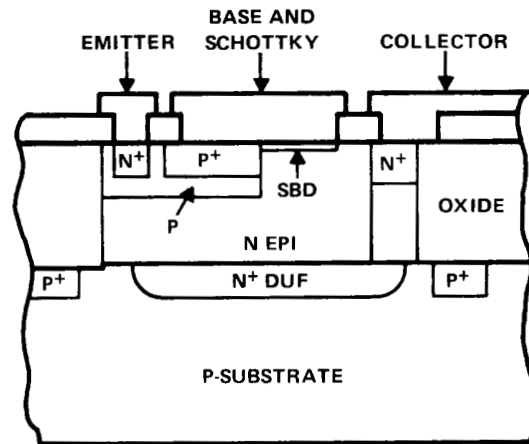 EMITTER
BASE AND
SCHOTTKY
COLLECTOR
N+
P+
N+
SBD
P
OXIDE
N EPI
P+
N+ DUF
P+
P-SUBSTRATE